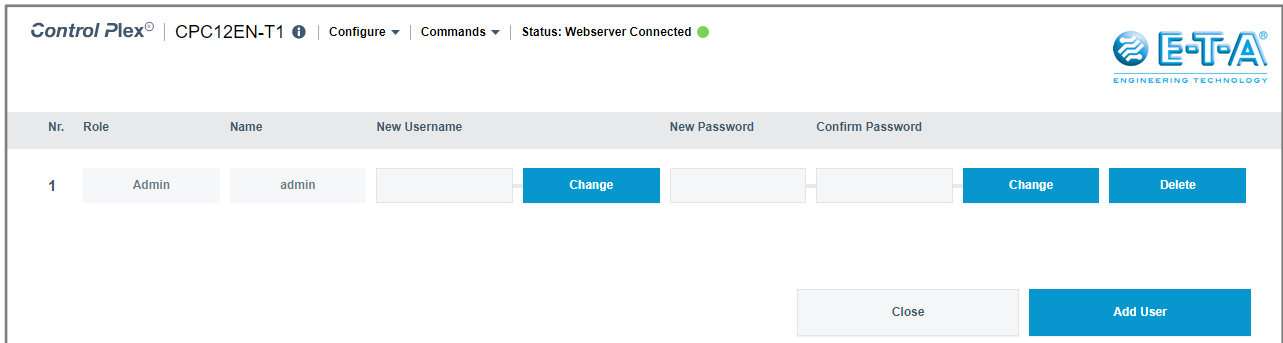 Control Plex® CPC12EN-T1 Configure Commands Status: Webserver Connected
E-T-A®
ENGINEERING TECHNOLOGY
Nr. Role Name New Username New Password Confirm Password
1 Admin admin Change Change Delete
Close Add User